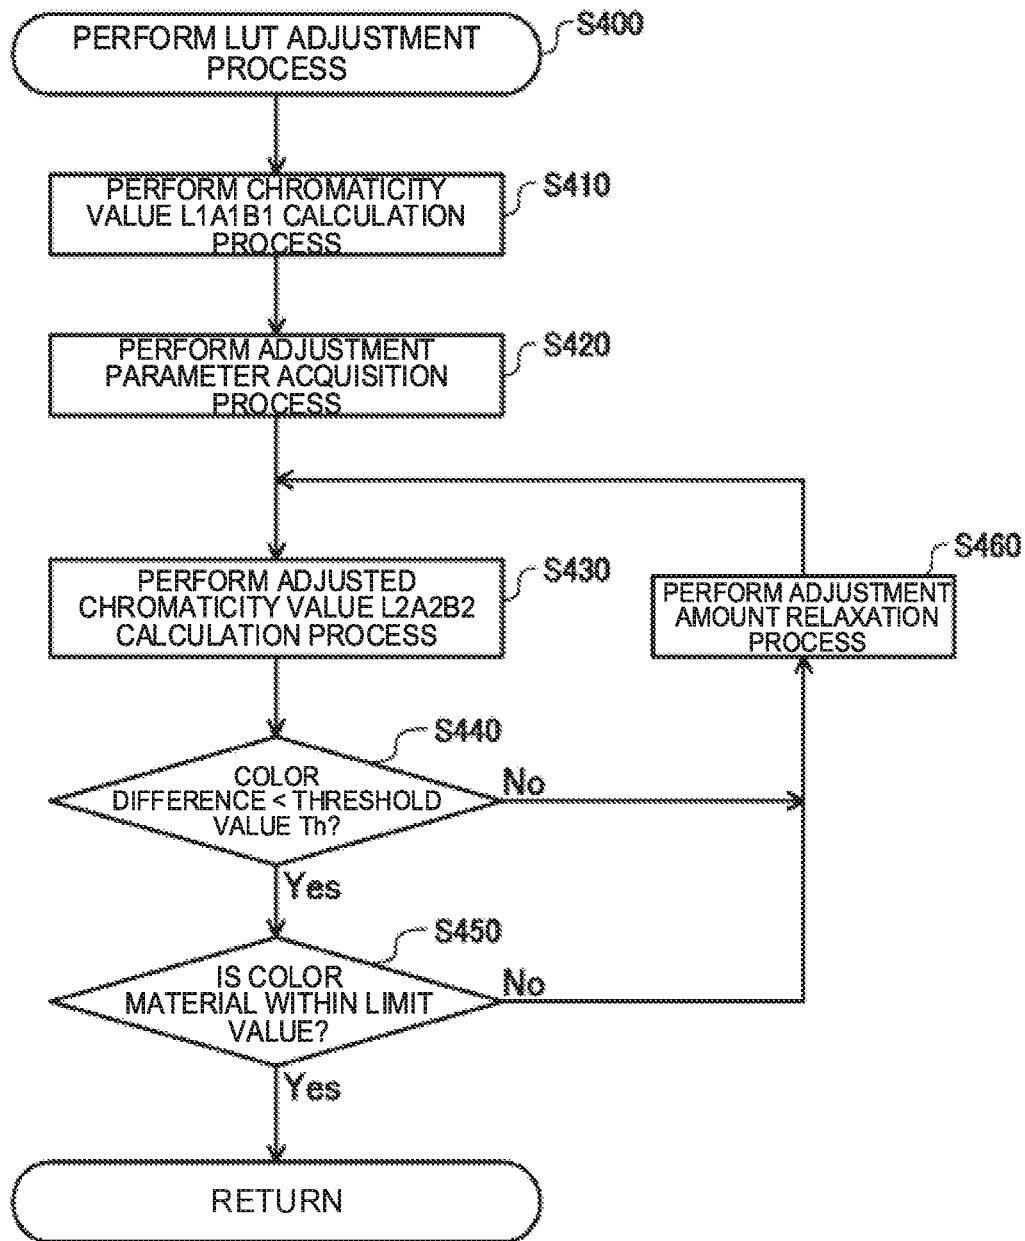 PERFORM LUT ADJUSTMENT
PROCESS
S400
PERFORM CHROMATICITY
VALUE L1A1B1 CALCULATION
PROCESS
S410
PERFORM ADJUSTMENT
PARAMETER ACQUISITION
PROCESS
S420
PERFORM ADJUSTED
CHROMATICITY VALUE L2A2B2
CALCULATION PROCESS
S430
PERFORM ADJUSTMENT
AMOUNT RELAXATION
PROCESS
S460
COLOR
DIFFERENCE < THRESHOLD
VALUE Th?
S440
No
Yes
IS COLOR
MATERIAL WITHIN LIMIT
VALUE?
S450
No
Yes
RETURN